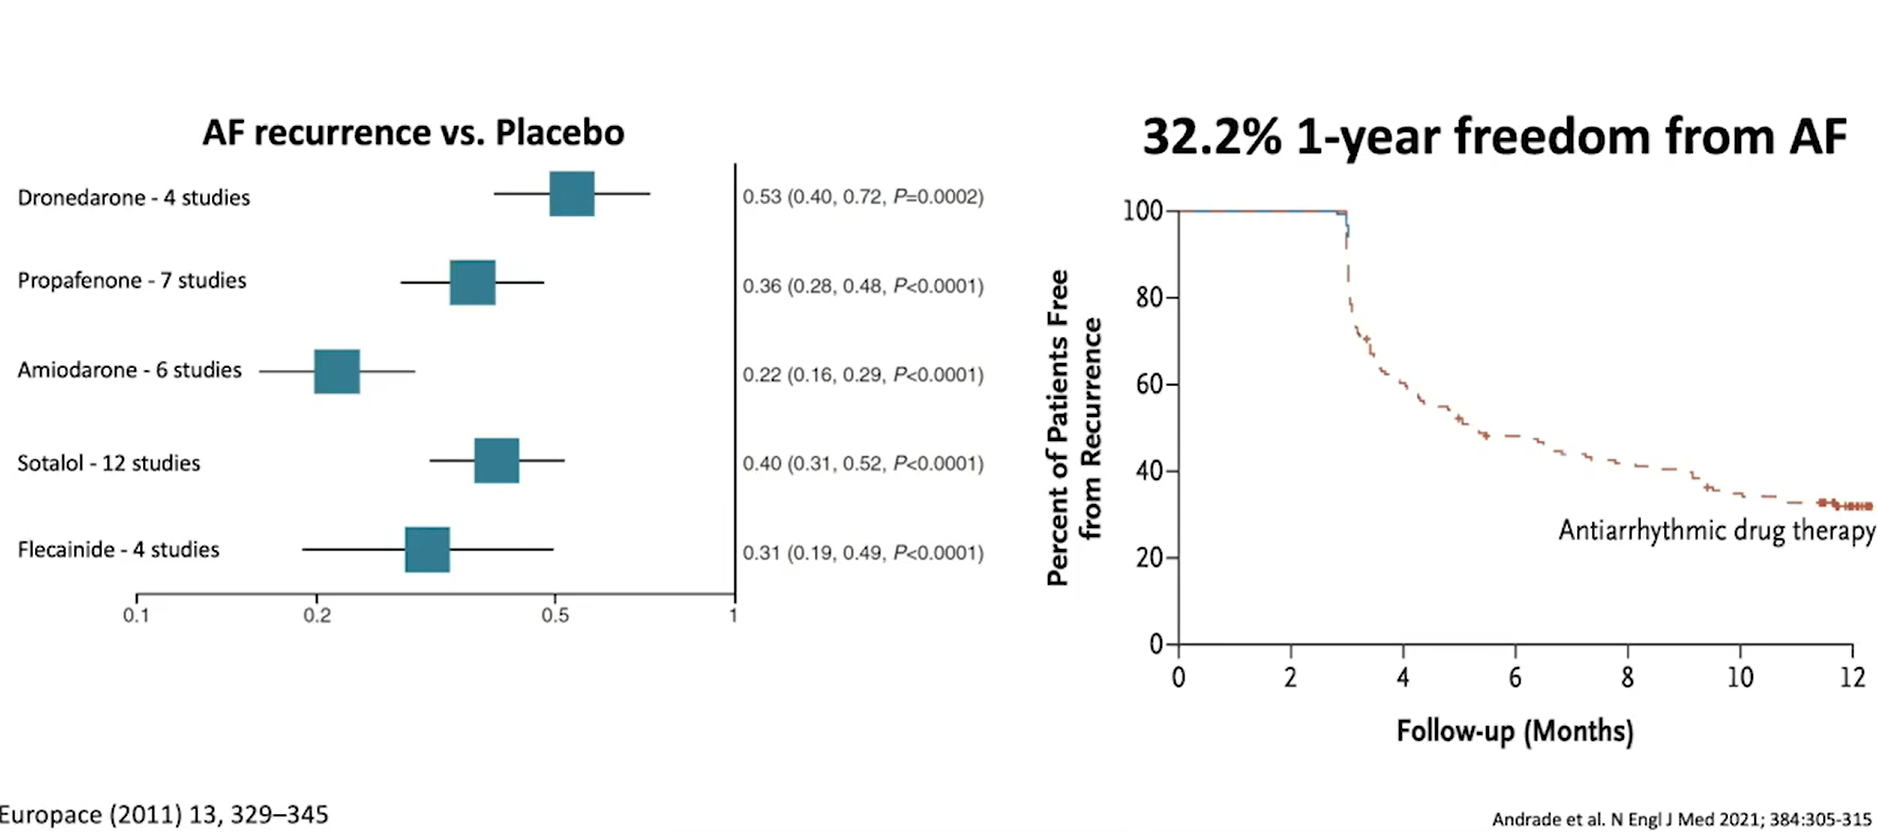 AF recurrence vs. Placebo
Dronedarone - 4 studies
0.53 (0.40, 0.72, P=0.0002)
Propafenone - 7 studies
0.36 (0.28, 0.48, P<0.0001)
Amiodarone - 6 studies
0.22 (0.16, 0.29, P<0.0001)
Sotalol - 12 studies
0.40 (0.31, 0.52, P<0.0001)
Flecainide - 4 studies
0.31 (0.19, 0.49, P<0.0001)
0.1 0.2 0.5 1
Europace (2011) 13, 329–345
32.2% 1-year freedom from AF
Percent of Patients Free
from Recurrence
100
80
60
40
20
0
Antiarrhythmic drug therapy
0 2 4 6 8 10 12
Follow-up (Months)
Andrade et al. N Engl J Med 2021; 384:305-315